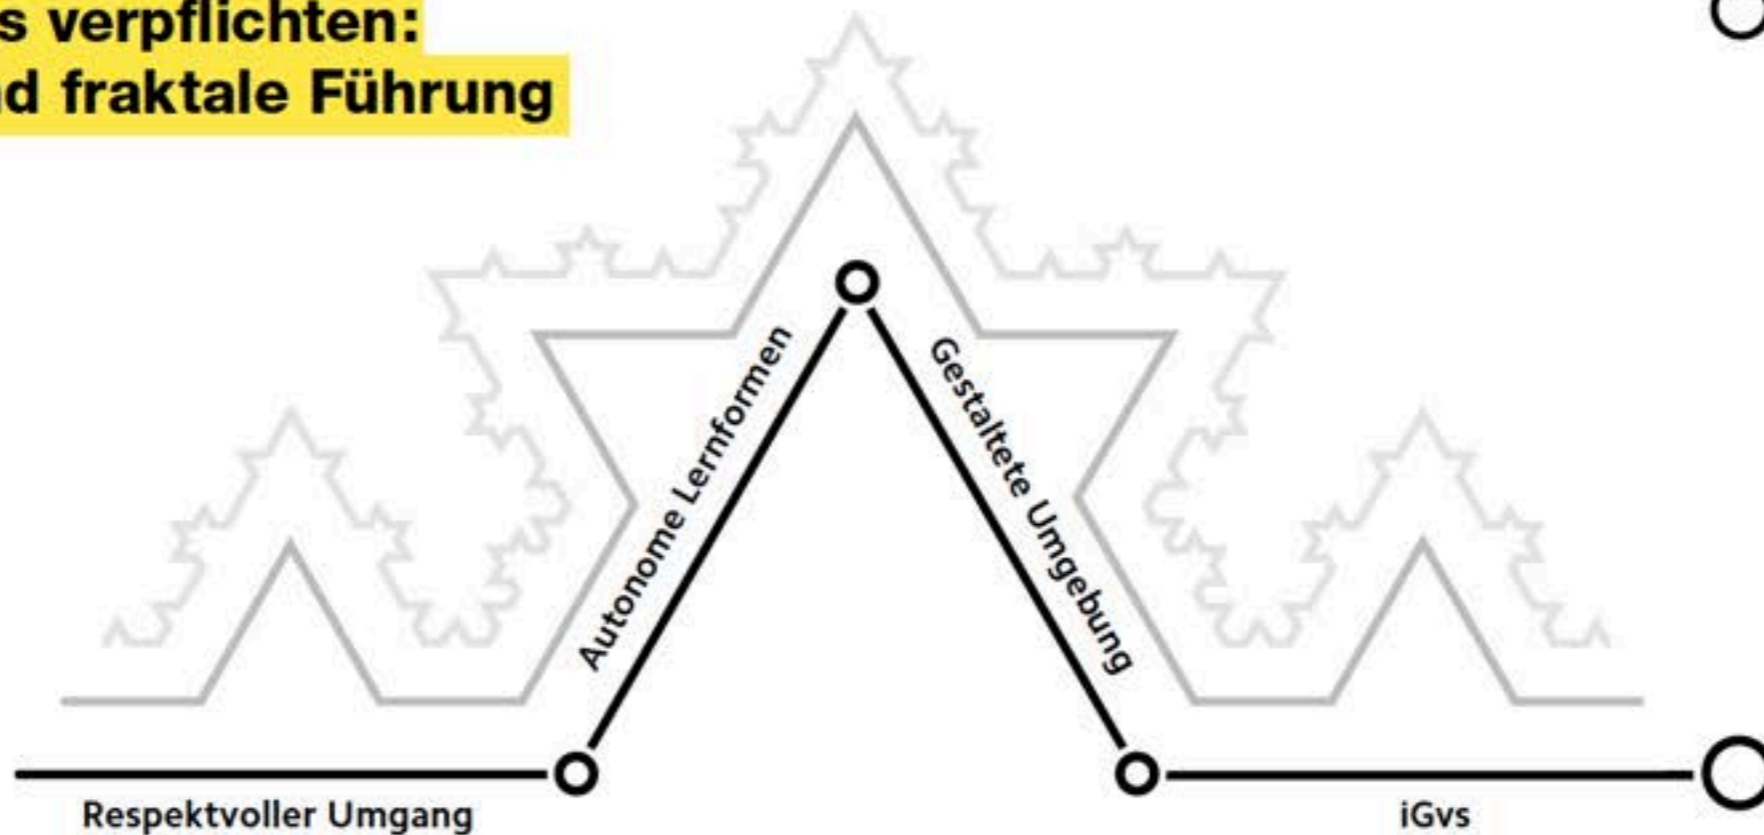 s verpflichten:
d fraktale Führung
Autonome Lernformen
Gestaltete Umgebung
Respektvoller Umgang
iGvs